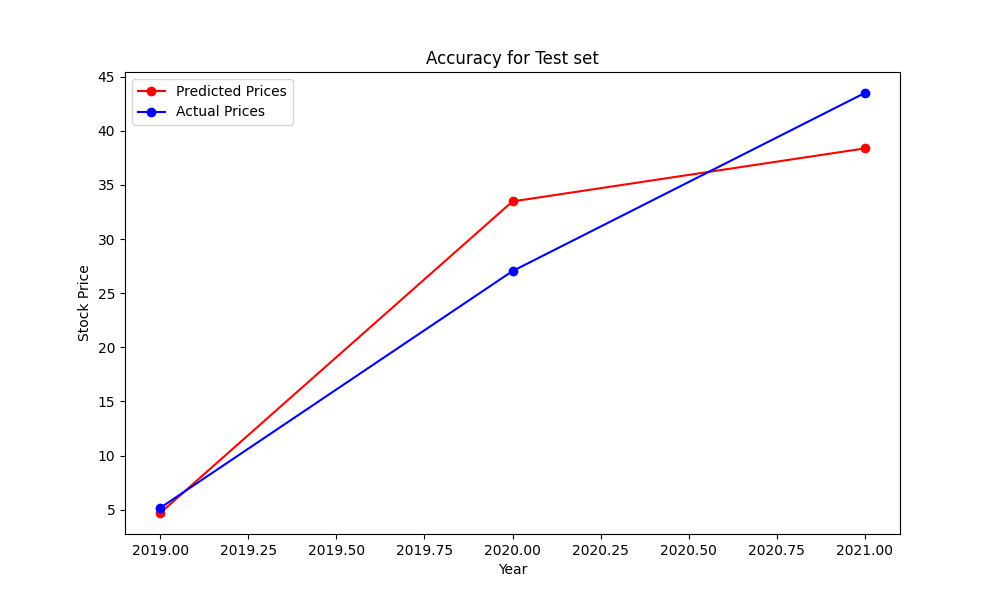 Accuracy for Test set
Predicted Prices
Actual Prices
Stock Price
45
40
35
30
25
20
15
10
5
2019.00 2019.25 2019.50 2019.75 2020.00 2020.25 2020.50 2020.75 2021.00
Year